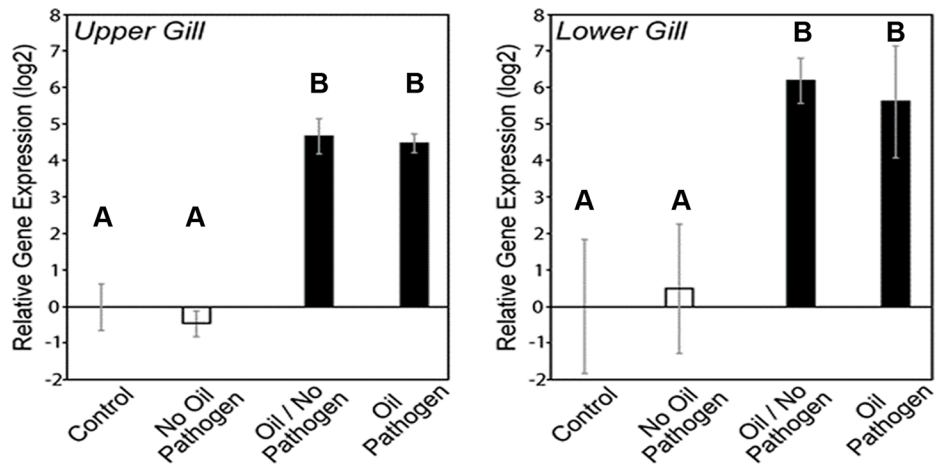 Upper Gill
Relative Gene Expression (log2)
8
7
6
5
4
3
2
1
0
-1
-2
A
A
B
B
Control
No Oil
Pathogen
Oil / No
Pathogen
Oil
Pathogen
Lower Gill
Relative Gene Expression (log2)
8
7
6
5
4
3
2
1
0
-1
-2
A
A
B
B
Control
No Oil
Pathogen
Oil / No
Pathogen
Oil
Pathogen